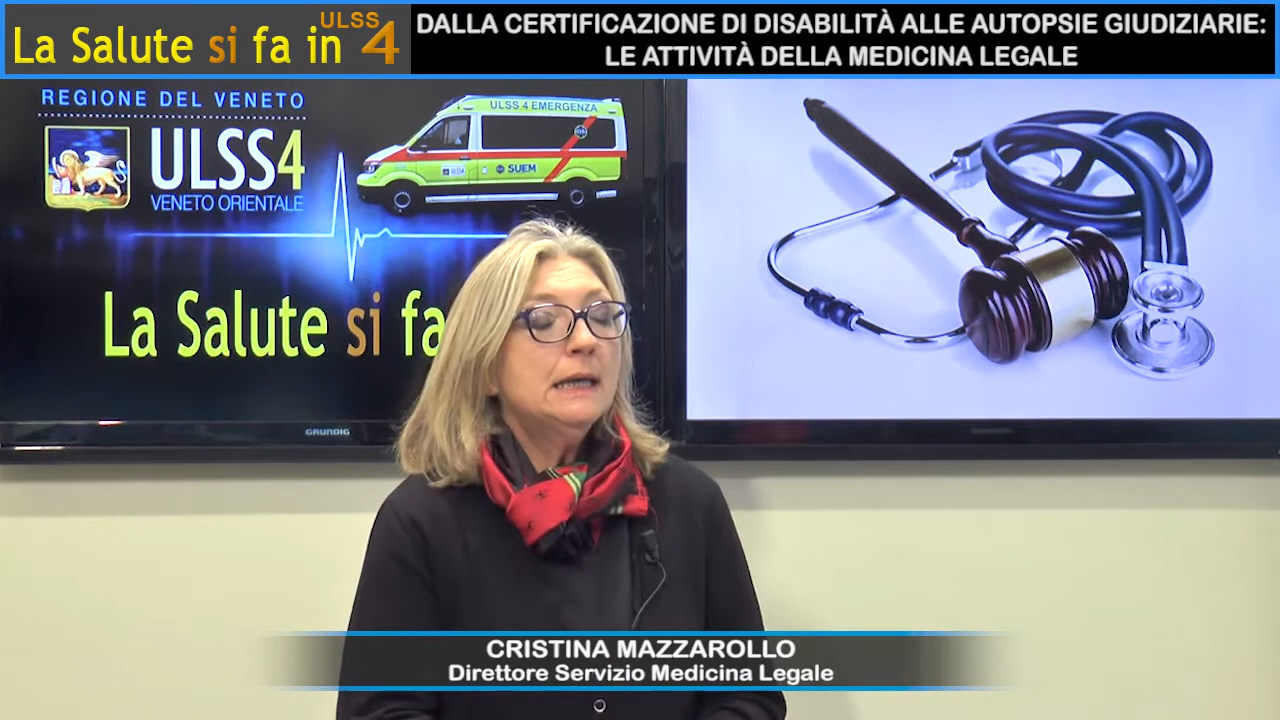 La Salute si fa in ULSS 4
DALLA CERTIFICAZIONE DI DISABILITÀ ALLE AUTOPSIE GIUDIZIARIE:
LE ATTIVITÀ DELLA MEDICINA LEGALE
REGIONE DEL VENETO
ULSS4
VENETO ORIENTALE
ULSS 4 EMERGENZA
SUEM
La Salute si fa
GRUNDIG
CRISTINA MAZZAROLLO
Direttore Servizio Medicina Legale